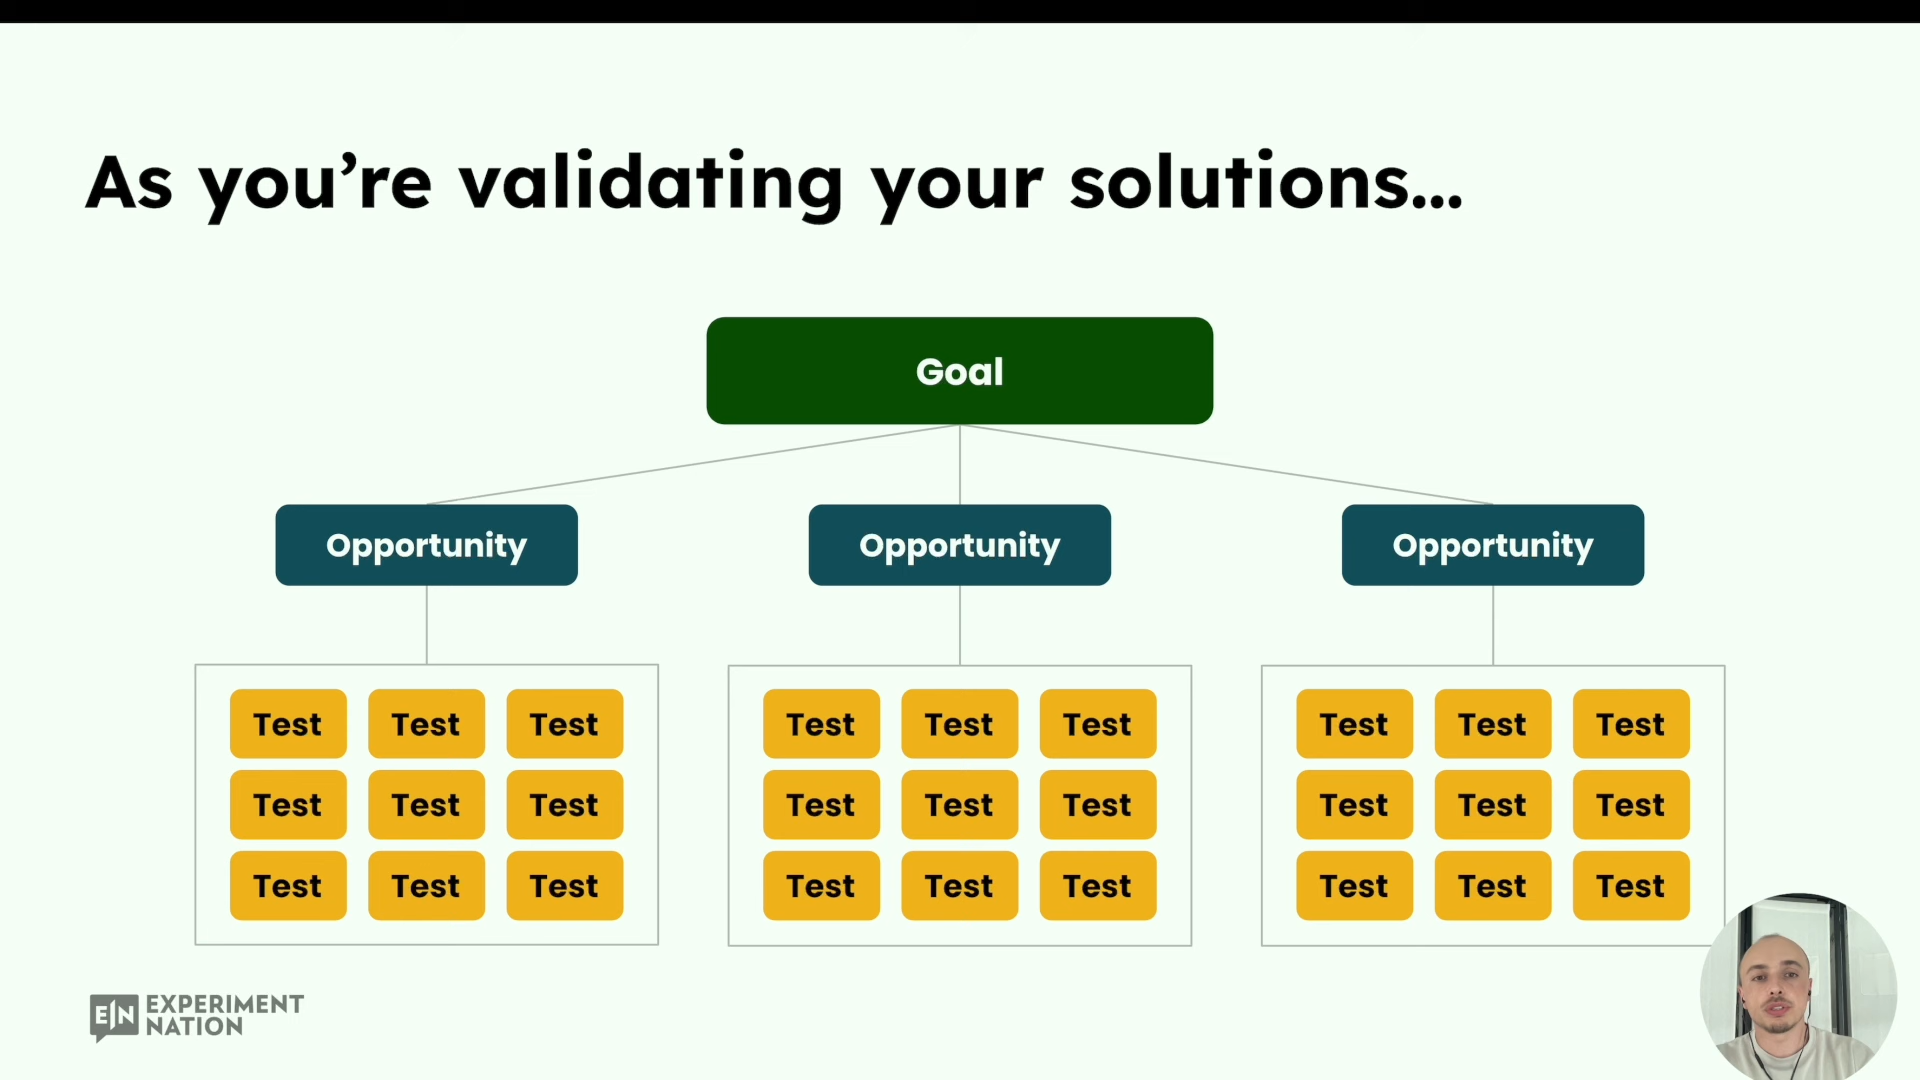 As you’re validating your solutions...
Goal
Opportunity Opportunity Opportunity
Test Test Test Test Test Test Test Test Test
Test Test Test Test Test Test Test Test Test
Test Test Test Test Test Test Test Test Test
E|N EXPERIMENT
NATION